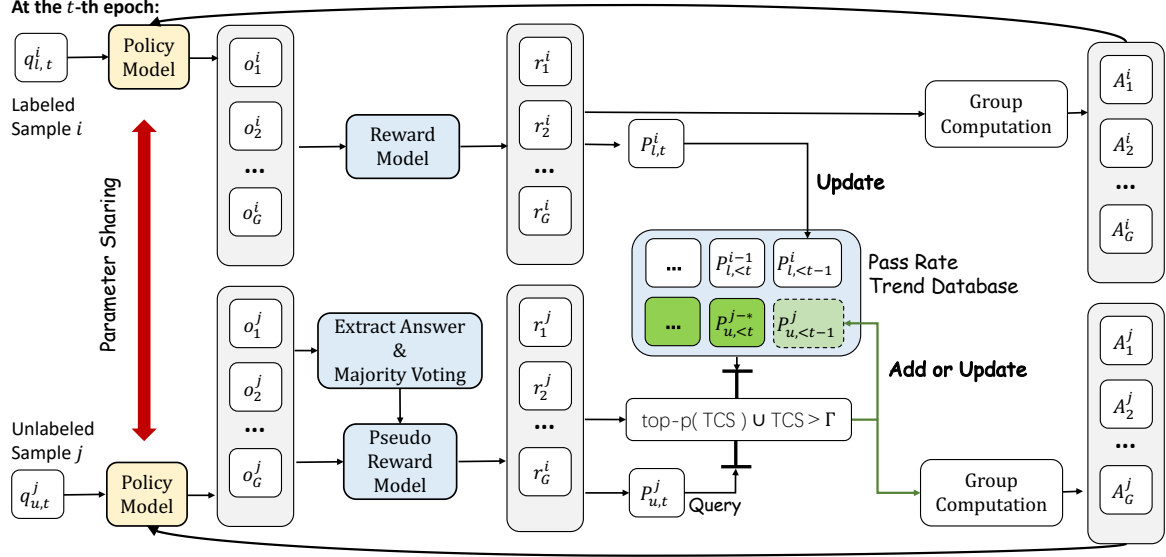 At the t-th epoch:
q^i_{l,t}
Policy
Model
Labeled
Sample i
o^i_1
o^i_2
...
o^i_G
Reward
Model
r^i_1
r^i_2
...
r^i_G
P^i_{l,t}
Update
Group
Computation
A^i_1
A^i_2
...
A^i_G
Parameter Sharing
... P^{i−1}_{l,<t} P^i_{l,<t−1}
... P^{j−*}_{u,<t} P^j_{u,<t−1}
Pass Rate
Trend Database
Unlabeled
Sample j
q^j_{u,t}
Policy
Model
o^j_1
o^j_2
...
o^j_G
Extract Answer
&
Majority Voting
Pseudo
Reward
Model
r^j_1
r^j_2
...
r^i_G
top-p( TCS ) ∪ TCS > Γ
P^j_{u,t}
Query
Add or Update
Group
Computation
A^j_1
A^j_2
...
A^j_G